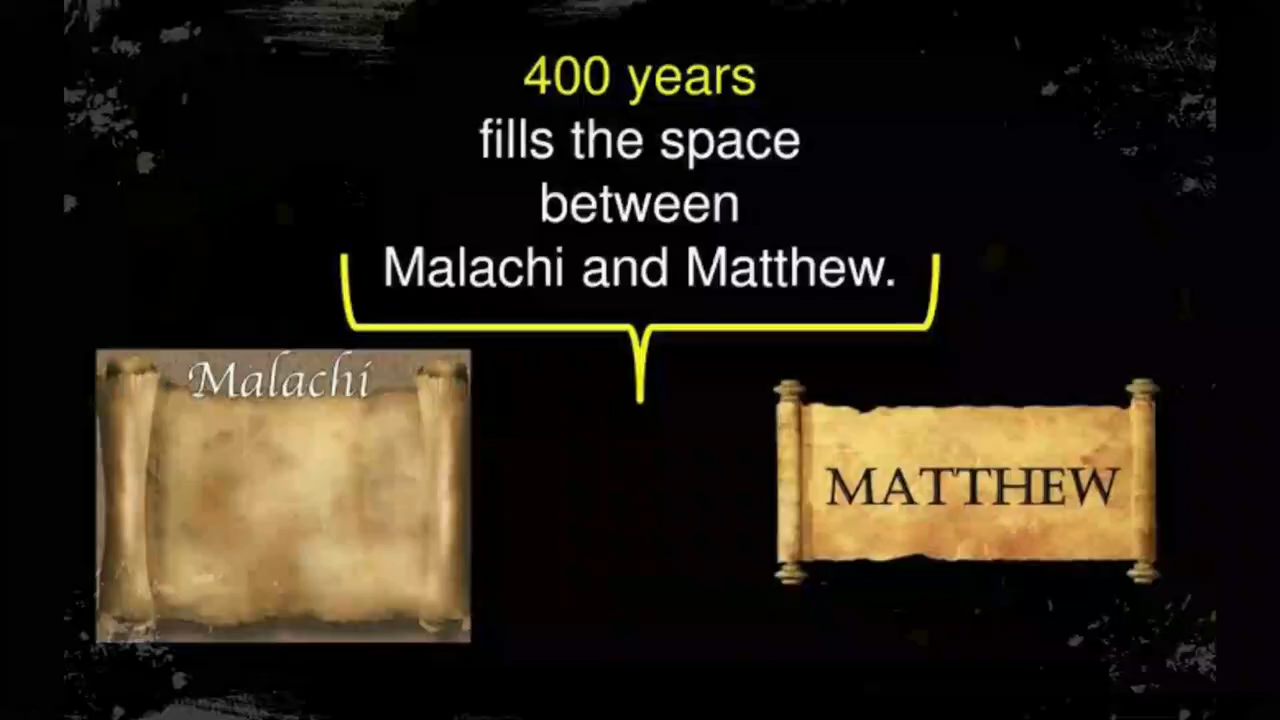 400 years
fills the space
between
Malachi and Matthew.
Malachi
MATTHEW